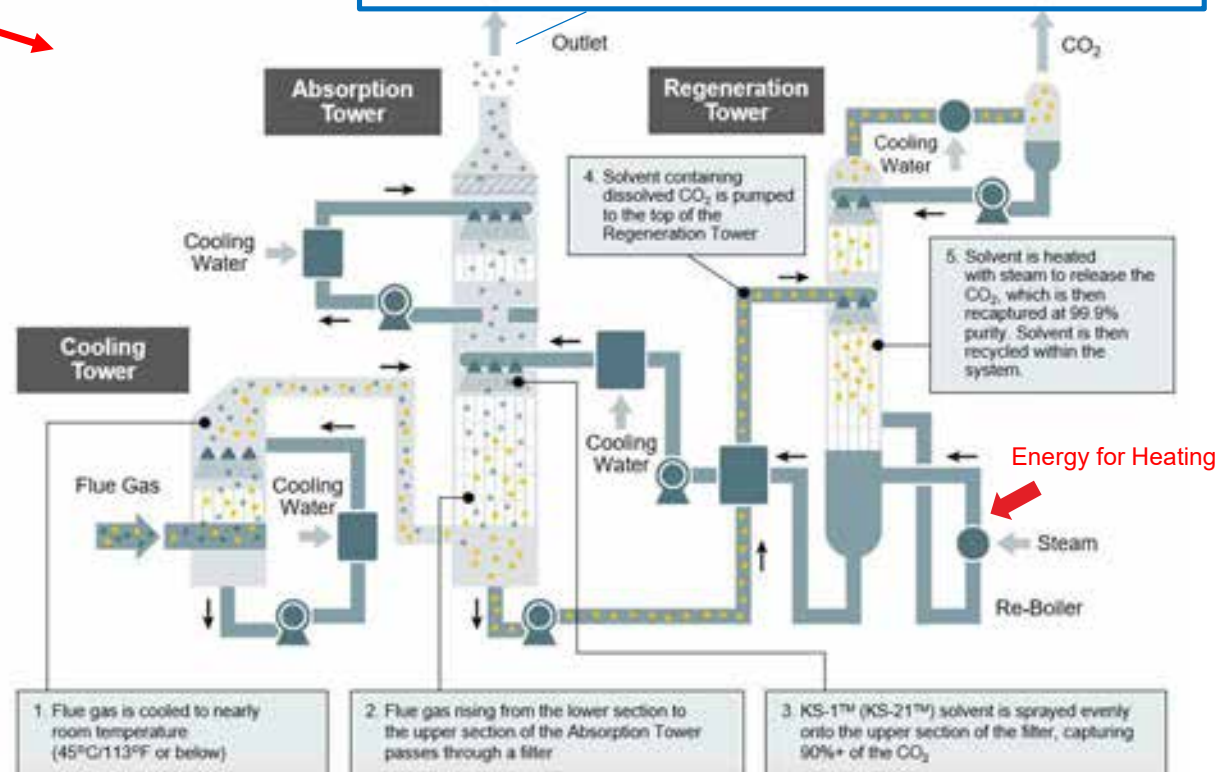 Outlet
CO₂
Absorption
Tower
Regeneration
Tower
Cooling
Water
4. Solvent containing
dissolved CO₂ is pumped
to the top of the
Regeneration Tower
Cooling
Water
5. Solvent is heated
with steam to release the
CO₂, which is then
recaptured at 99.9%
purity. Solvent is then
recycled within the
system.
Cooling
Tower
Cooling
Water
Energy for Heating
Flue Gas
Cooling
Water
Steam
Re-Boiler
1. Flue gas is cooled to nearly
room temperature
(45ºC/113ºF or below)
2. Flue gas rising from the lower section to
the upper section of the Absorption Tower
passes through a filter
3. KS-1™ (KS-21™) solvent is sprayed evenly
onto the upper section of the filter, capturing
90%+ of the CO₂